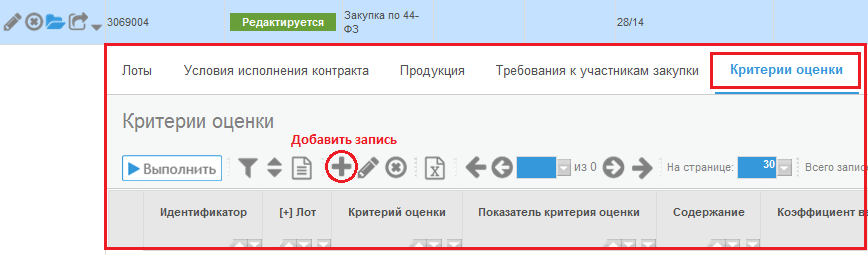 3069004 Редактируется Закупка по 44-
ФЗ 28/14
Лоты Условия исполнения контракта Продукция Требования к участникам закупки Критерии оценки
Критерии оценки
Добавить запись
Выполнить из 0 На странице: 30 Всего запис
Идентификатор [+] Лот Критерий оценки Показатель критерия оценки Содержание Коэффициент